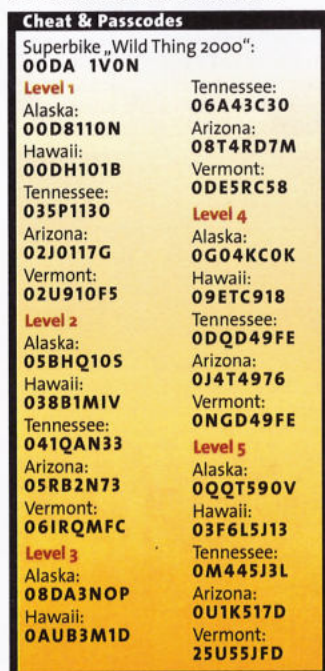 Cheat & Passcodes
Superbike „Wild Thing 2000“:
00DA 1V0N
Level 1
Alaska:
00D8110N
Hawaii:
00DH101B
Tennessee:
035P1130
Arizona:
02J0117G
Vermont:
02U910F5
Level 2
Alaska:
05BHQ10S
Hawaii:
038B1MIV
Tennessee:
041QAN33
Arizona:
05RB2N73
Vermont:
06IRQMFC
Level 3
Alaska:
08DA3NOP
Hawaii:
0AUB3M1D
Tennessee:
06A43C30
Arizona:
08T4RD7M
Vermont:
0DE5RC58
Level 4
Alaska:
0G04KC0K
Hawaii:
09ETC918
Tennessee:
0DQD49FE
Arizona:
0J4T4976
Vermont:
0NGD49FE
Level 5
Alaska:
0QQT590V
Hawaii:
03F6L5J13
Tennessee:
0M445J3L
Arizona:
0U1K517D
Vermont:
25U55JFD